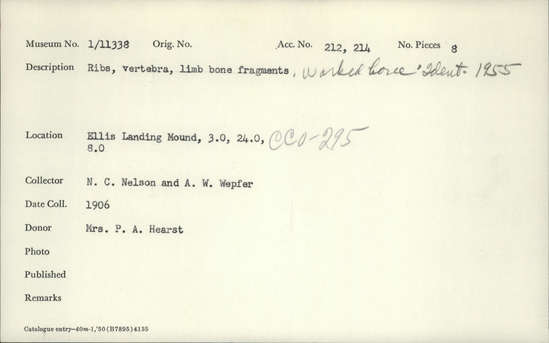 Museum No. 1/11338 Orig. No. Acc. No. 212, 214 No. Pieces 8
Description Ribs, vertebra, limb bone fragments, worked bone "Ident. 1955
Location Ellis Landing Mound, 3.0, 24.0, CCO-295
8.0
Collector N. C. Nelson and A. W. Wepfer
Date Coll. 1906
Donor Mrs. P. A. Hearst
Photo
Published
Remarks
Catalogue entry—40m-1,'50 (B7895) 4135